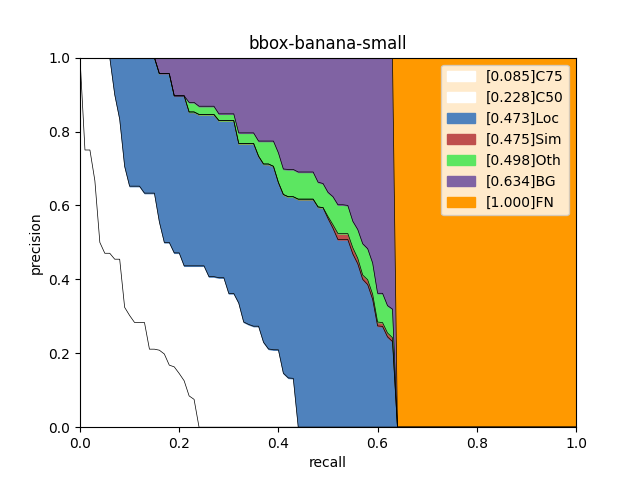 bbox-banana-small
1.0
0.8
0.6
0.4
0.2
0.0
precision
[0.085]C75
[0.228]C50
[0.473]Loc
[0.475]Sim
[0.498]Oth
[0.634]BG
[1.000]FN
0.0 0.2 0.4 0.6 0.8 1.0
recall